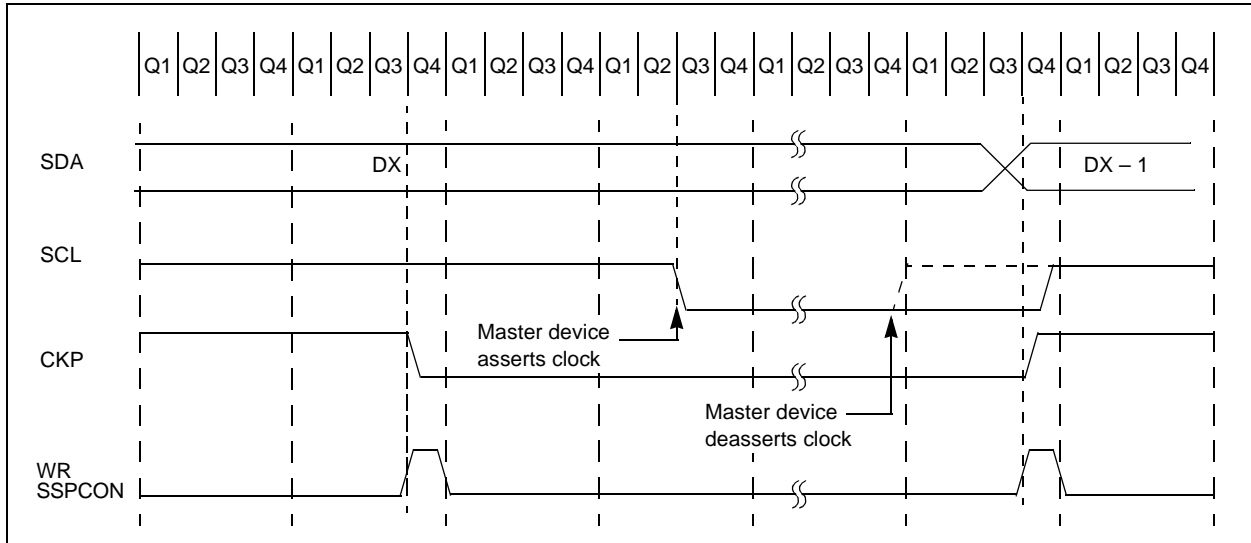 Q1 Q2 Q3 Q4 Q1 Q2 Q3 Q4 Q1 Q2 Q3 Q4 Q1 Q2 Q3 Q4 Q1 Q2 Q3 Q4 Q1 Q2 Q3 Q4 Q1 Q2 Q3 Q4
SDA
DX
DX – 1
SCL
Master device
asserts clock
CKP
Master device
deasserts clock
WR
SSPCON